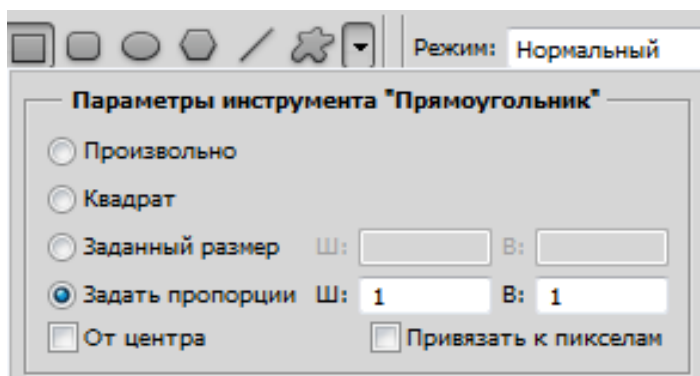 Режим: Нормальный
Параметры инструмента "Прямоугольник"
Произвольно
Квадрат
Заданный размер Ш: В:
Задать пропорции Ш: 1 В: 1
От центра Привязать к пикселам